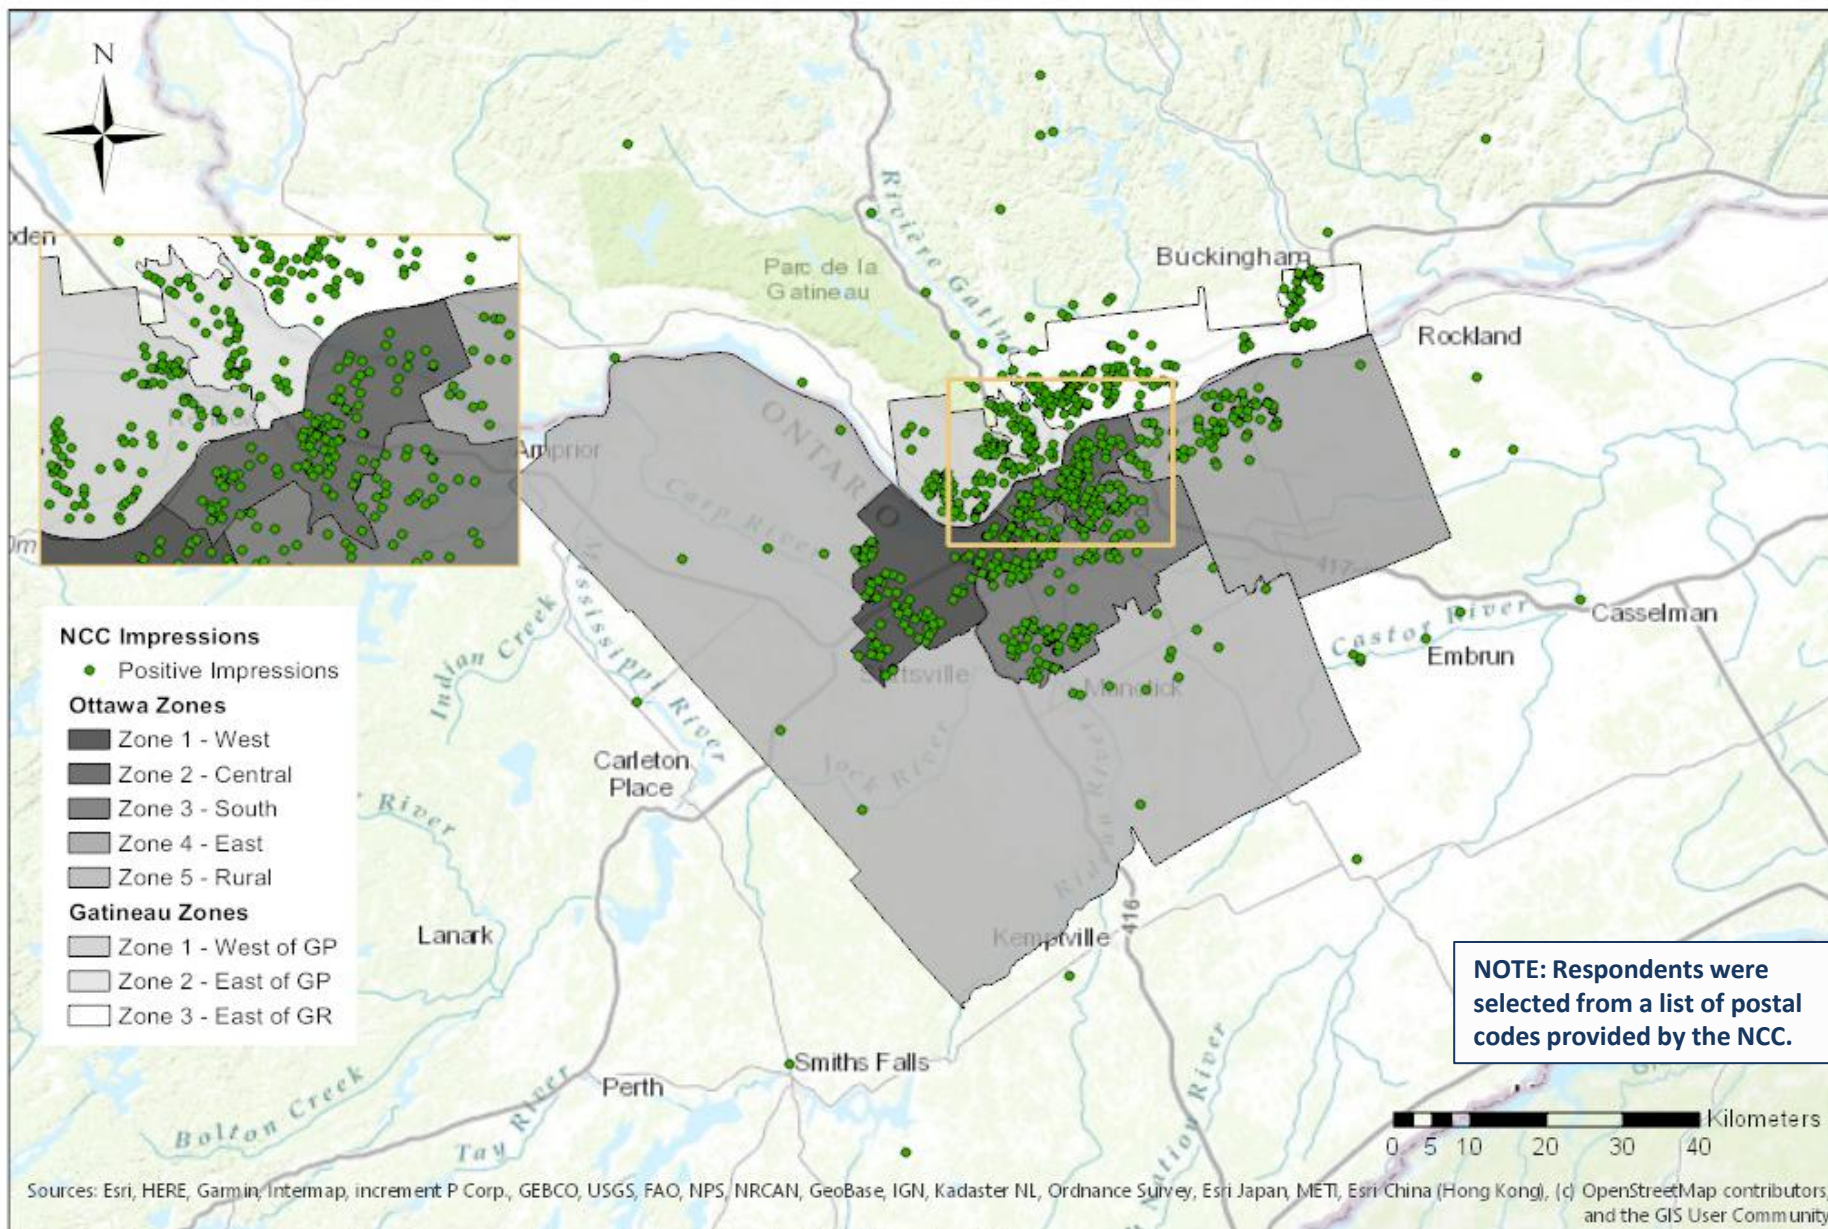 N
Parc de la
Gatineau
Rivière Gatine
Buckingham
Rockland
ONTARIO
Arnprior
Carp River
Mississippi River
Indian Creek
417
Castor River
Casselman
Embrun
Stittsville
Manotick
Carleton
Place
Jock River
Rideau River
River
Lanark
Kemptville
416
Smiths Falls
Perth
Bolton Creek
Tay River
Nation River
NCC Impressions
Positive Impressions
Ottawa Zones
Zone 1 - West
Zone 2 - Central
Zone 3 - South
Zone 4 - East
Zone 5 - Rural
Gatineau Zones
Zone 1 - West of GP
Zone 2 - East of GP
Zone 3 - East of GR
NOTE: Respondents were
selected from a list of postal
codes provided by the NCC.
Kilometers
0 5 10 20 30 40
Sources: Esri, HERE, Garmin, Intermap, increment P Corp., GEBCO, USGS, FAO, NPS, NRCAN, GeoBase, IGN, Kadaster NL, Ordnance Survey, Esri Japan, METI, Esri China (Hong Kong), (c) OpenStreetMap contributors,
and the GIS User Community